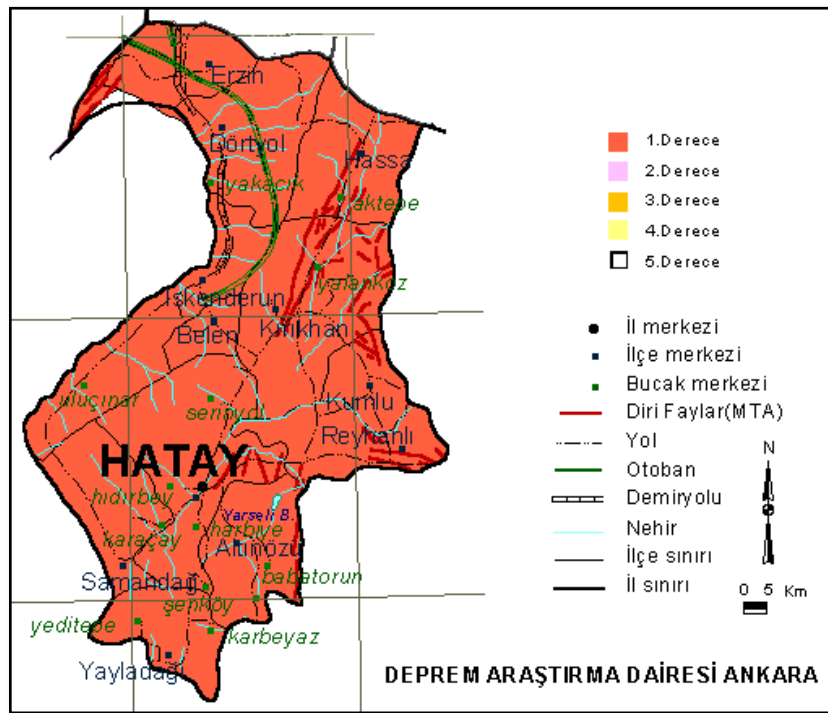 Erzin
Dörtyol
Hassa
yakacık
aktepe
yalankoz
İskenderun
Kırıkhan
Belen
uluçınar
serinyol
Kumlu
Reyhanlı
HATAY
hıdırbey
Yarseli B.
harbiye
karaçay
Altınözü
Samandağ
babatorun
şenköy
yeditepe
karbeyaz
Yayladağı
1.Derece
2.Derece
3.Derece
4.Derece
5.Derece
İl merkezi
İlçe merkezi
Bucak merkezi
Diri Faylar(MTA)
Yol
Otoban
Demiryolu
Nehir
İlçe sınırı
İl sınırı
N
0 5 Km
DEPREM ARAŞTIRMA DAİRESİ ANKARA